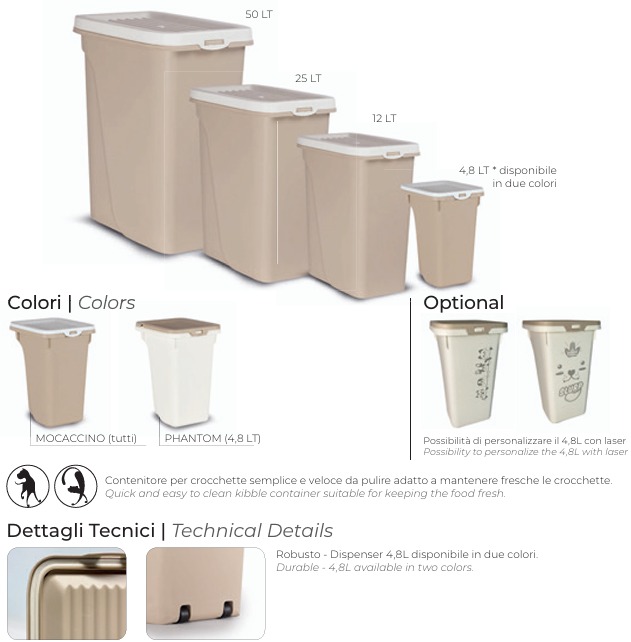 50 LT
25 LT
12 LT
4,8 LT * disponibile
in due colori
Colori | Colors
Optional
MOCACCINO (tutti)
PHANTOM (4,8 LT)
SLURP
Possibilità di personalizzare il 4,8L con laser
Possibility to personalize the 4,8L with laser
Contenitore per crocchette semplice e veloce da pulire adatto a mantenere fresche le crocchette.
Quick and easy to clean kibble container suitable for keeping the food fresh.
Dettagli Tecnici | Technical Details
Robusto - Dispenser 4,8L disponibile in due colori.
Durable - 4,8L available in two colors.